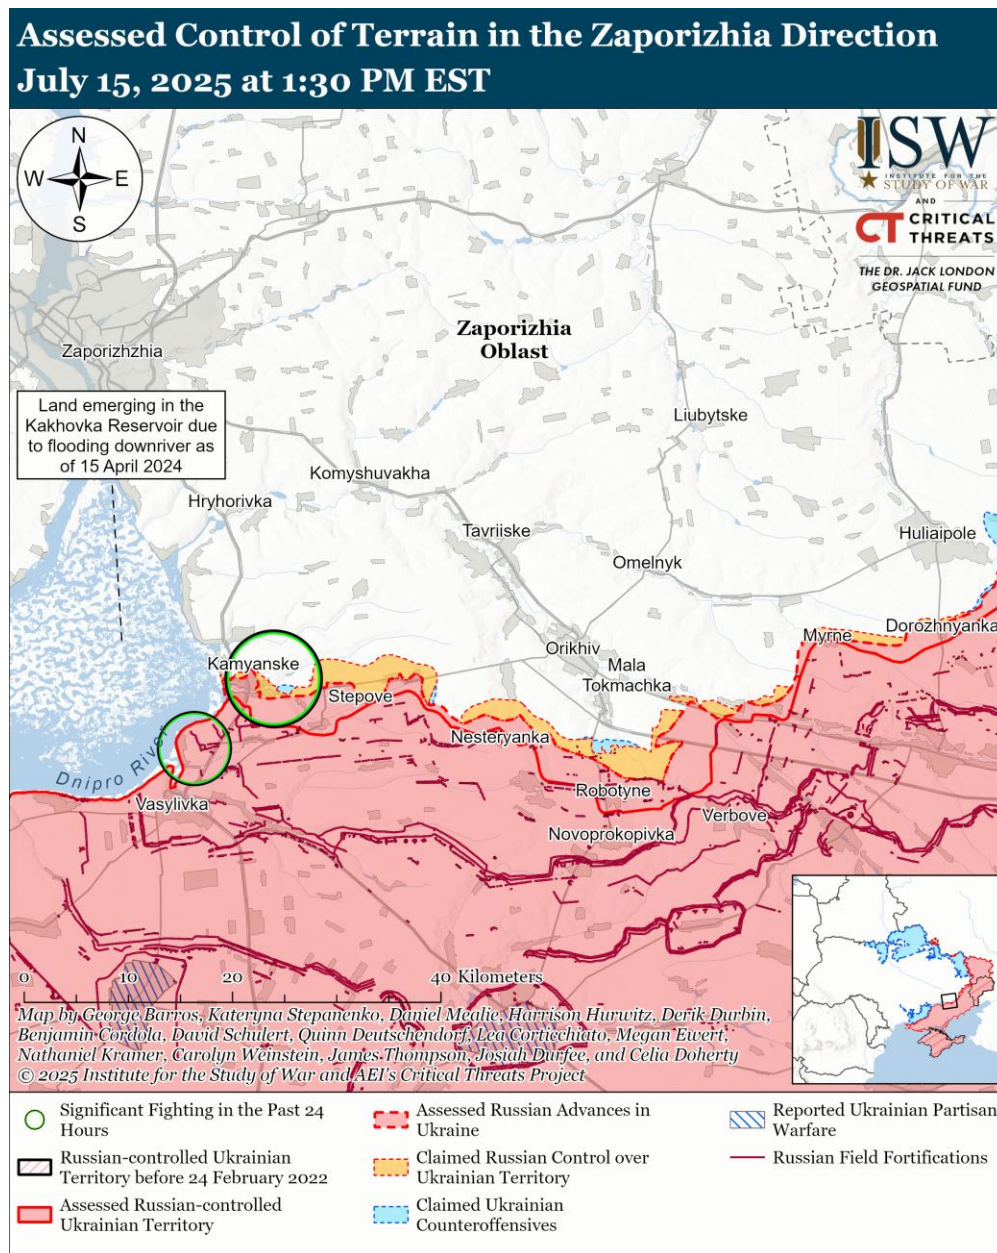 Assessed Control of Terrain in the Zaporizhia Direction
July 15, 2025 at 1:30 PM EST
N
W
E
S
ISW
INSTITUTE FOR THE
STUDY OF WAR
AND
CT CRITICAL
THREATS
THE DR. JACK LONDON
GEOSPATIAL FUND
Zaporizhia
Oblast
Zaporizhzhia
Land emerging in the
Kakhovka Reservoir due
to flooding downriver as
of 15 April 2024
Liubytske
Komyshuvakha
Hryhorivka
Tavriiske
Huliaipole
Omelnyk
Dorozhnyanka
Myrne
Orikhiv
Kamyanske
Mala
Tokmachka
Stepove
Nesteryanka
Dnipro River
Robotyne
Vasylivka
Verbove
Novoprokopivka
0
10
20
40 Kilometers
Map by George Barros, Kateryna Stepanenko, Daniel Mealie, Harrison Hurwitz, Derik Durbin,
Benjamin Cordola, David Schulert, Quinn Deutschendorf, Leo Contachrato, Megan Ewert,
Nathaniel Kramer, Carolyn Weinstein, James Thompson, Josiah Durfee, and Celia Doherty
© 2025 Institute for the Study of War and AEI's Critical Threats Project
Significant Fighting in the Past 24
Hours
Russian-controlled Ukrainian
Territory before 24 February 2022
Assessed Russian-controlled
Ukrainian Territory
Assessed Russian Advances in
Ukraine
Claimed Russian Control over
Ukrainian Territory
Claimed Ukrainian
Counteroffensives
Reported Ukrainian Partisan
Warfare
Russian Field Fortifications